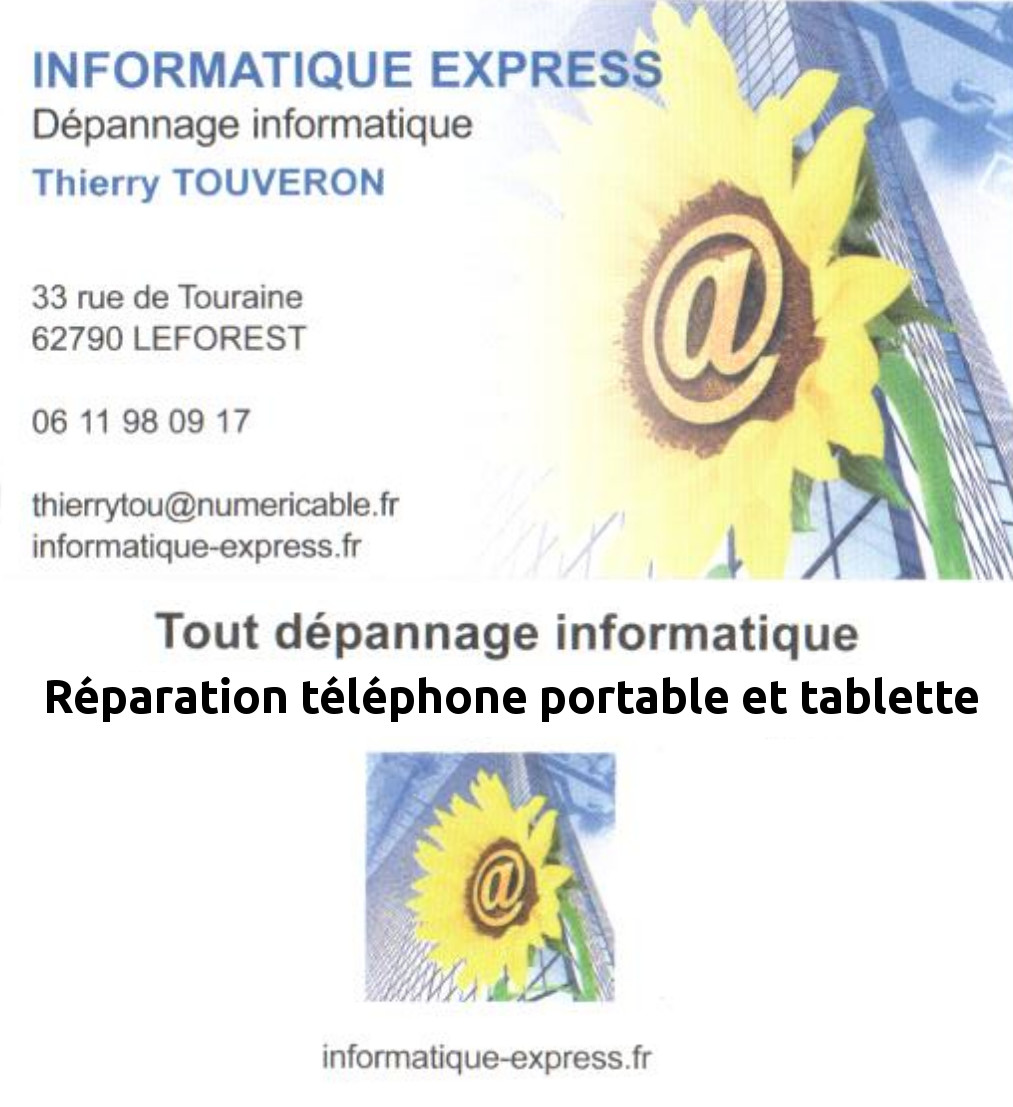 INFORMATIQUE EXPRESS
Dépannage informatique
Thierry TOUVERON
33 rue de Touraine
62790 LEFOREST
06 11 98 09 17
thierrytou@numericable.fr
informatique-express.fr
@
Tout dépannage informatique
Réparation téléphone portable et tablette
@
informatique-express.fr